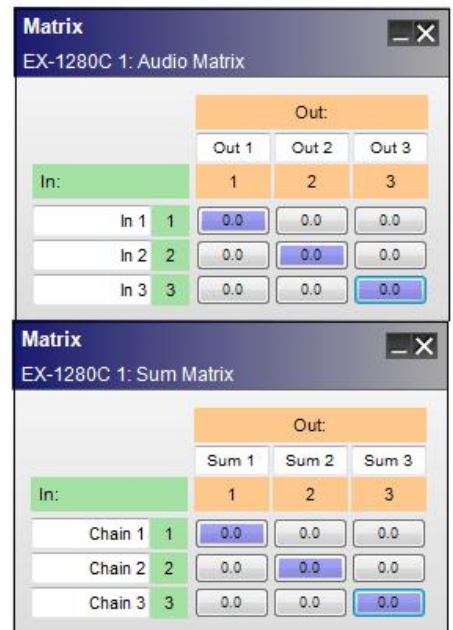 Matrix
EX-1280C 1: Audio Matrix
Out:
Out 1 Out 2 Out 3
In: 1 2 3
In 1 1 0.0 0.0 0.0
In 2 2 0.0 0.0 0.0
In 3 3 0.0 0.0 0.0
Matrix
EX-1280C 1: Sum Matrix
Out:
Sum 1 Sum 2 Sum 3
In: 1 2 3
Chain 1 1 0.0 0.0 0.0
Chain 2 2 0.0 0.0 0.0
Chain 3 3 0.0 0.0 0.0